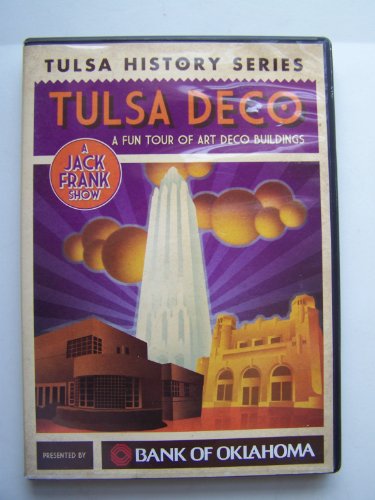 TULSA HISTORY SERIES
TULSA DECO
A FUN TOUR OF ART DECO BUILDINGS
A
JACK
FRANK
SHOW
PRESENTED BY
BANK OF OKLAHOMA